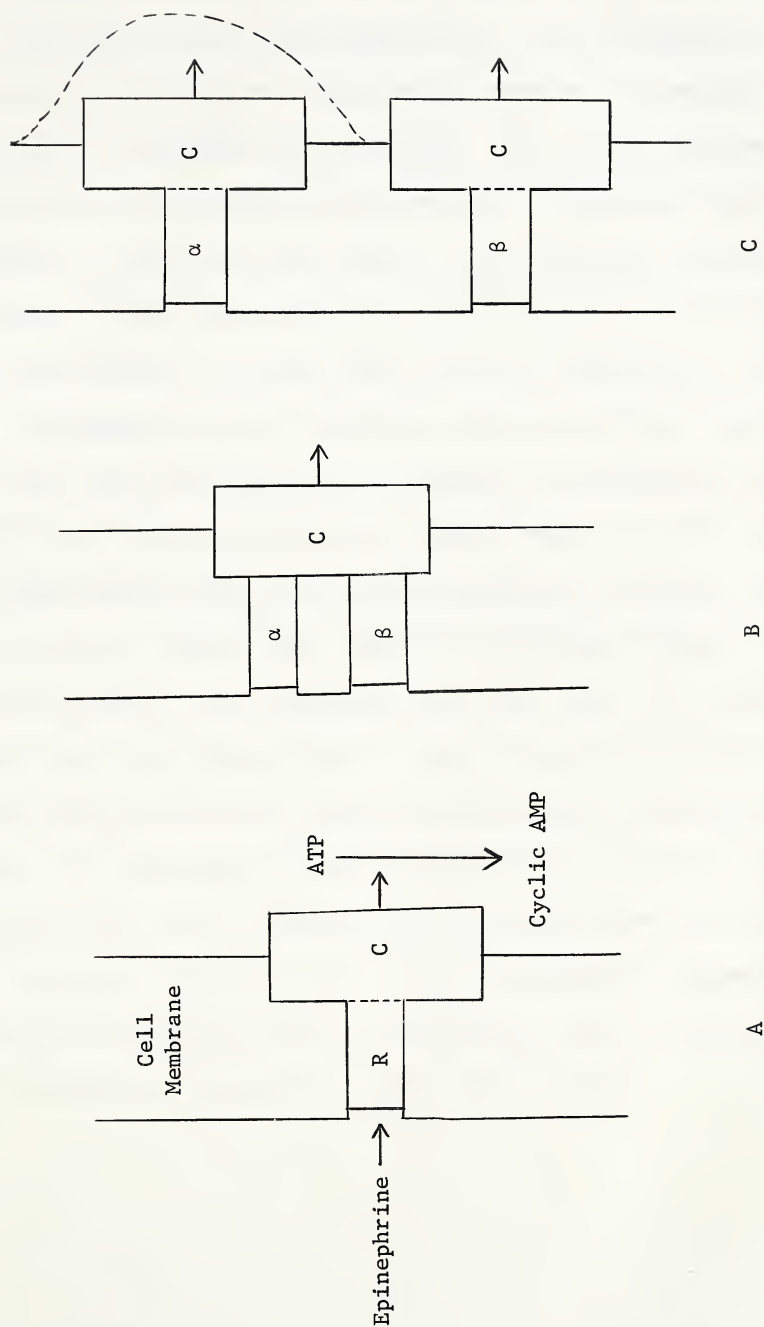 Cell
Membrane
Epinephrine
R
C
ATP
Cyclic AMP
A
α
β
C
B
α
C
β
C
C